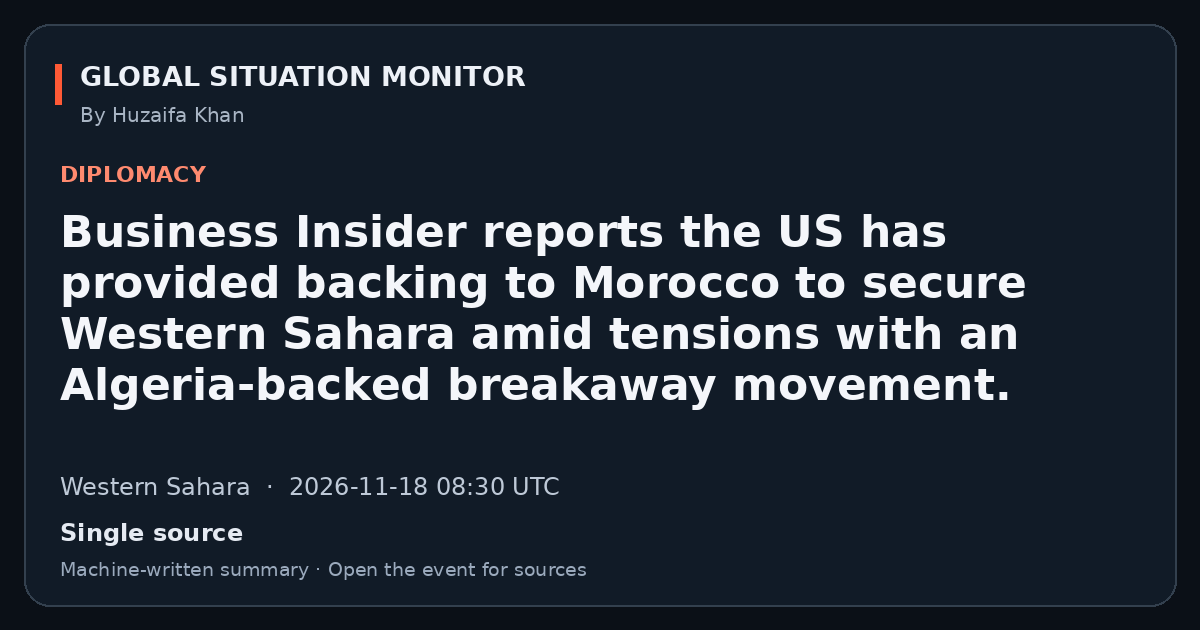 GLOBAL SITUATION MONITOR
By Huzaifa Khan
DIPLOMACY
Business Insider reports the US has
provided backing to Morocco to secure
Western Sahara amid tensions with an
Algeria-backed breakaway movement.
Western Sahara · 2026-11-18 08:30 UTC
Single source
Machine-written summary · Open the event for sources